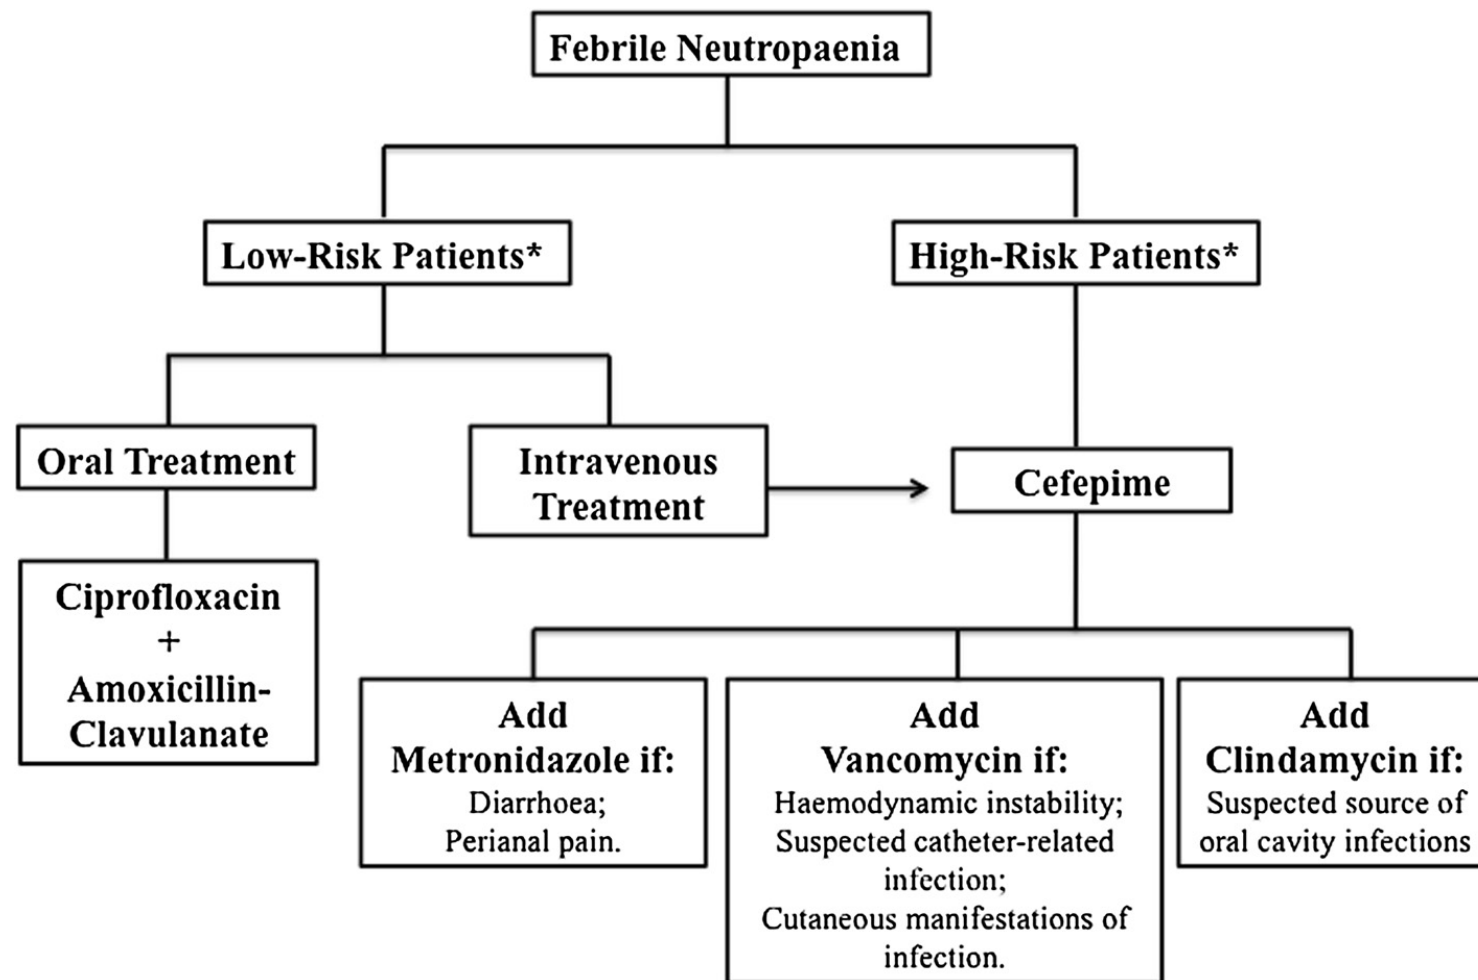 Febrile Neutropaenia
Low-Risk Patients*
High-Risk Patients*
Oral Treatment
Intravenous
Treatment
Cefepime
Ciprofloxacin
+
Amoxicillin-
Clavulanate
Add
Metronidazole if:
Diarrhoea;
Perianal pain.
Add
Vancomycin if:
Haemodynamic instability;
Suspected catheter-related
infection;
Cutaneous manifestations of
infection.
Add
Clindamycin if:
Suspected source of
oral cavity infections